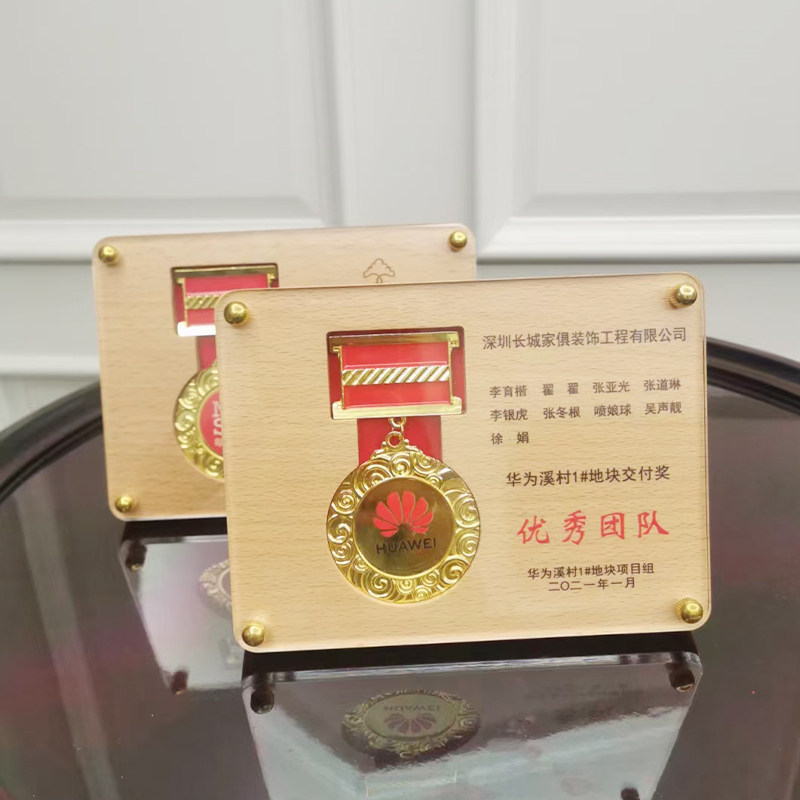 深圳长城家俱装饰工程有限公司
李育楷 翟翟 张亚光 张道琳
李银虎 张冬根 喷娘球 吴声靓
徐娟
华为溪村1#地块交付奖
优秀团队
华为溪村1#地块项目组
二〇二一年一月
HUAWEI